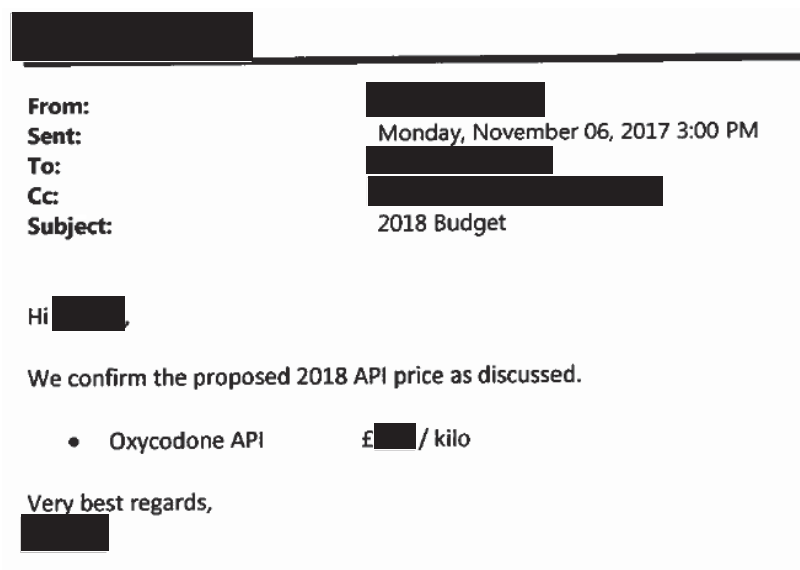 From:
Sent: Monday, November 06, 2017 3:00 PM
To:
Cc:
Subject: 2018 Budget
Hi ,
We confirm the proposed 2018 API price as discussed.
• Oxycodone API £ / kilo
Very best regards,